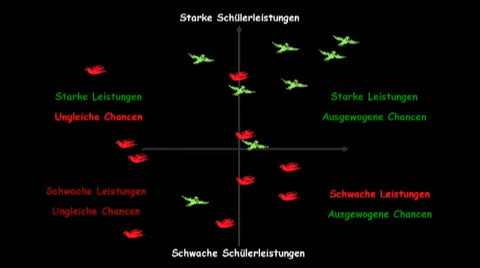 Starke Schülerleistungen
Starke Leistungen
Ungleiche Chancen
Starke Leistungen
Ausgewogene Chancen
Schwache Leistungen
Ungleiche Chancen
Schwache Leistungen
Ausgewogene Chancen
Schwache Schülerleistungen